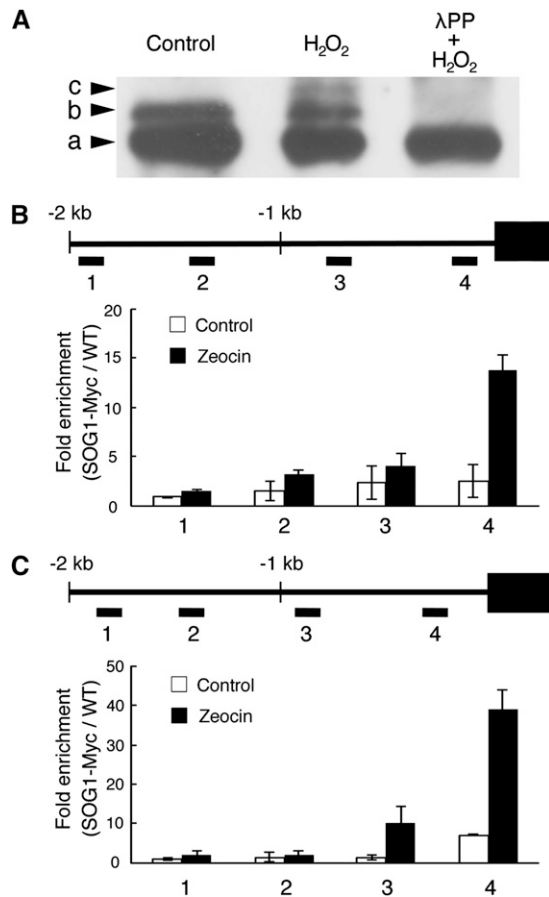 A
Control
H₂O₂
λPP
+
H₂O₂
c
b
a
B
-2 kb
-1 kb
1 2 3 4
20
15
10
5
0
Fold enrichment
(SOG1-Myc / WT)
Control
Zeocin
1 2 3 4
C
-2 kb
-1 kb
1 2 3 4
50
40
30
20
10
0
Fold enrichment
(SOG1-Myc / WT)
Control
Zeocin
1 2 3 4